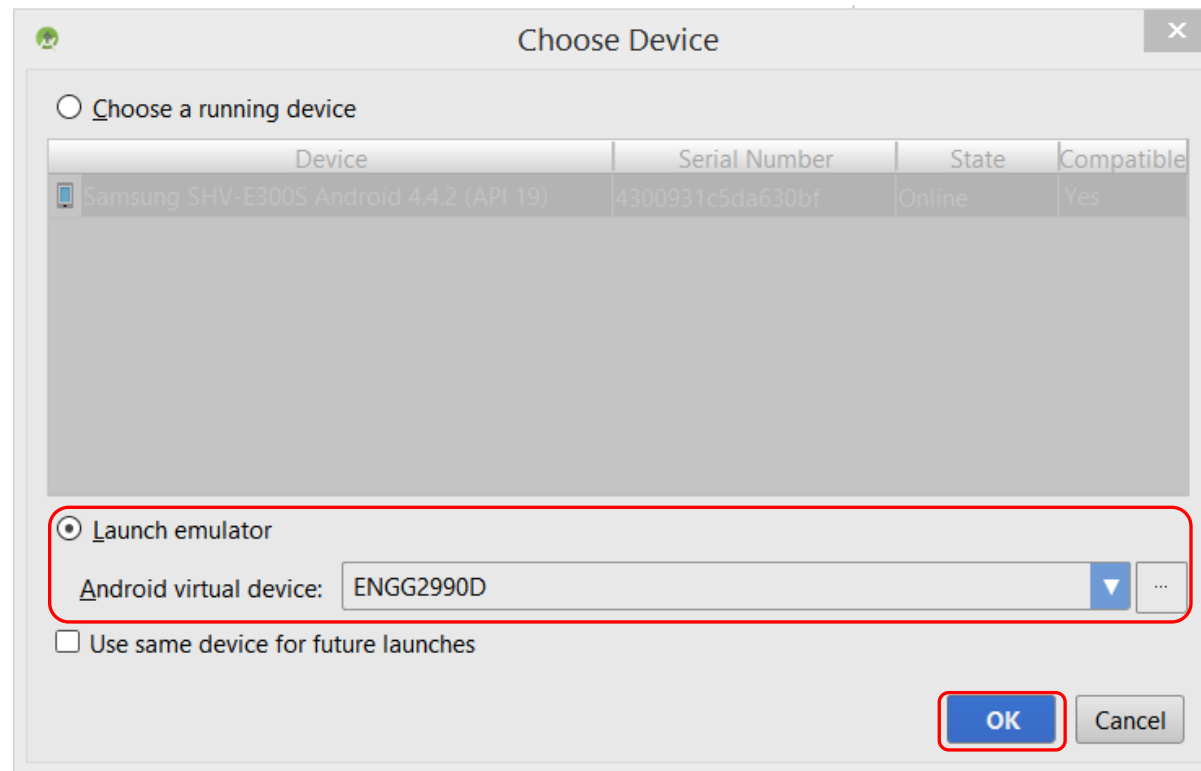 Choose Device
Choose a running device
Device Serial Number State Compatible
Samsung SHV-E300S Android 4.4.2 (API 19) 4300931c5da630bf Online Yes
Launch emulator
Android virtual device: ENGG2990D ...
Use same device for future launches
OK Cancel